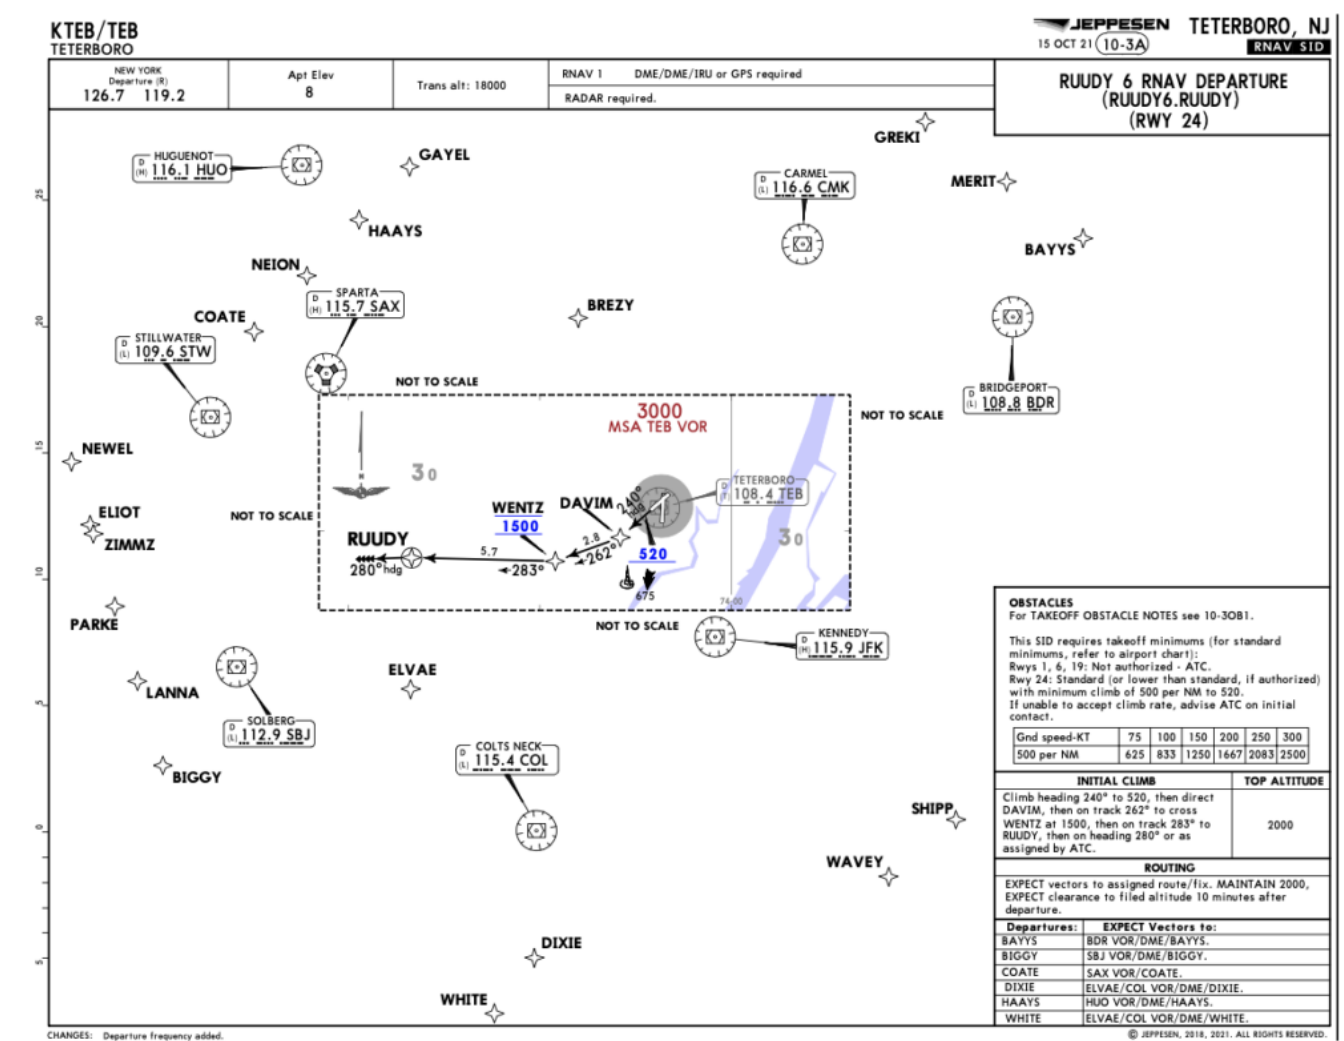 KTEB/TEB
TETERBORO
JEPPESEN
TETERBORO, NJ
15 OCT 21
10-3A
RNAV SID
NEW YORK
Departure (R)
126.7 119.2
Apt Elev
8
Trans alt: 18000
RNAV 1 DME/DME/IRU or GPS required
RADAR required.
RUUDY 6 RNAV DEPARTURE
(RUUDY6.RUUDY)
(RWY 24)
GREKI
HUGUENOT
D
(H) 116.1 HUO
GAYEL
CARMEL
D
(L) 116.6 CMK
MERIT
25
HAAYS
BAYYS
NEION
SPARTA
D
(H) 115.7 SAX
BREZY
COATE
20
STILLWATER
D
(L) 109.6 STW
NOT TO SCALE
BRIDGEPORT
D
(L) 108.8 BDR
3000
MSA TEB VOR
NOT TO SCALE
15
NEWEL
30
N
TETERBORO
D
(T) 108.4 TEB
WENTZ
1500
DAVIM
240°
hdg
ELIOT
NOT TO SCALE
ZIMMZ
RUUDY
5.7
2.8
262°
283°
280° hdg
520
30
10
675
74-00
PARKE
NOT TO SCALE
KENNEDY
D
(H) 115.9 JFK
ELVAE
LANNA
5
SOLBERG
D
(L) 112.9 SBJ
COLTS NECK
D
(L) 115.4 COL
BIGGY
SHIPP
0
WAVEY
DIXIE
5
WHITE
OBSTACLES
For TAKEOFF OBSTACLE NOTES see 10-3OB1.
This SID requires takeoff minimums (for standard
minimums, refer to airport chart):
Rwys 1, 6, 19: Not authorized - ATC.
Rwy 24: Standard (or lower than standard, if authorized)
with minimum climb of 500 per NM to 520.
If unable to accept climb rate, advise ATC on initial
contact.
Gnd speed-KT 75 100 150 200 250 300
500 per NM 625 833 1250 1667 2083 2500
INITIAL CLIMB
TOP ALTITUDE
Climb heading 240° to 520, then direct
DAVIM, then on track 262° to cross
WENTZ at 1500, then on track 283° to
RUUDY, then on heading 280° or as
assigned by ATC.
2000
ROUTING
EXPECT vectors to assigned route/fix. MAINTAIN 2000,
EXPECT clearance to filed altitude 10 minutes after
departure.
Departures: EXPECT Vectors to:
BAYYS BDR VOR/DME/BAYYS.
BIGGY SBJ VOR/DME/BIGGY.
COATE SAX VOR/COATE.
DIXIE ELVAE/COL VOR/DME/DIXIE.
HAAYS HUO VOR/DME/HAAYS.
WHITE ELVAE/COL VOR/DME/WHITE.
CHANGES: Departure frequency added.
© JEPPESEN, 2018, 2021. ALL RIGHTS RESERVED.